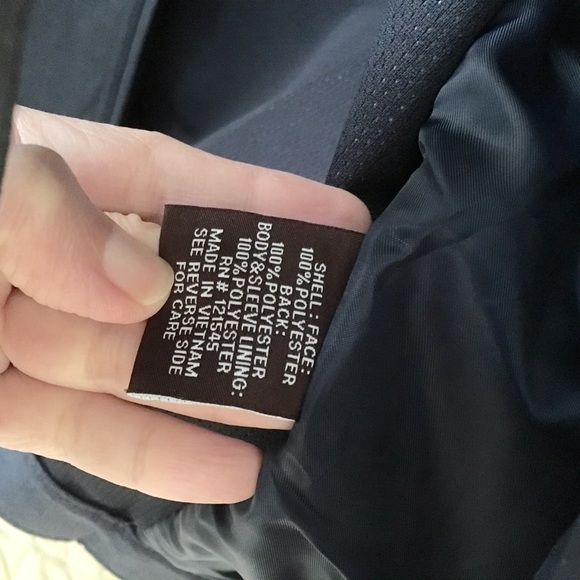 SHELL: FACE:
100%POLYESTER
BACK:
100%POLYESTER
BODY&SLEEVE LINING:
100%POLYESTER
RN# 121545
MADE IN VIETNAM
SEE REVERSE SIDE
FOR CARE